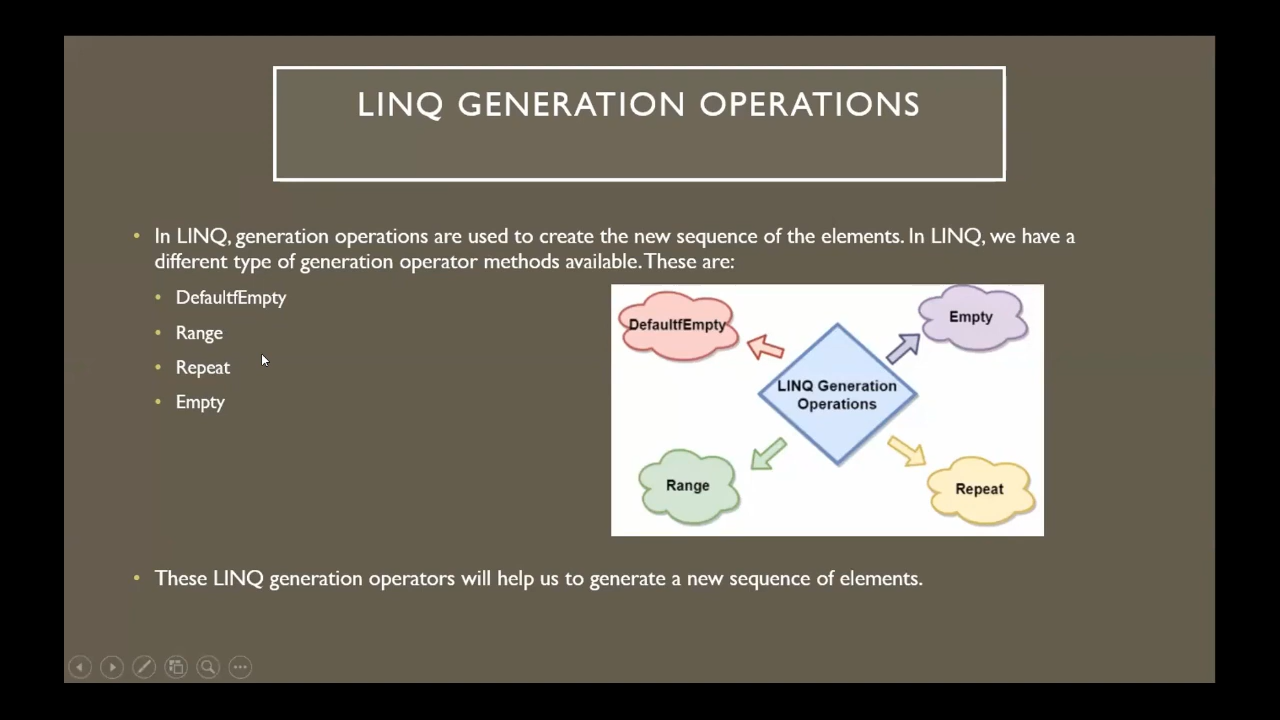 LINQ GENERATION OPERATIONS
• In LINQ, generation operations are used to create the new sequence of the elements. In LINQ, we have a
different type of generation operator methods available. These are:
• DefaultfEmpty
• Range
• Repeat
• Empty
DefaultfEmpty
Empty
LINQ Generation
Operations
Range
Repeat
• These LINQ generation operators will help us to generate a new sequence of elements.